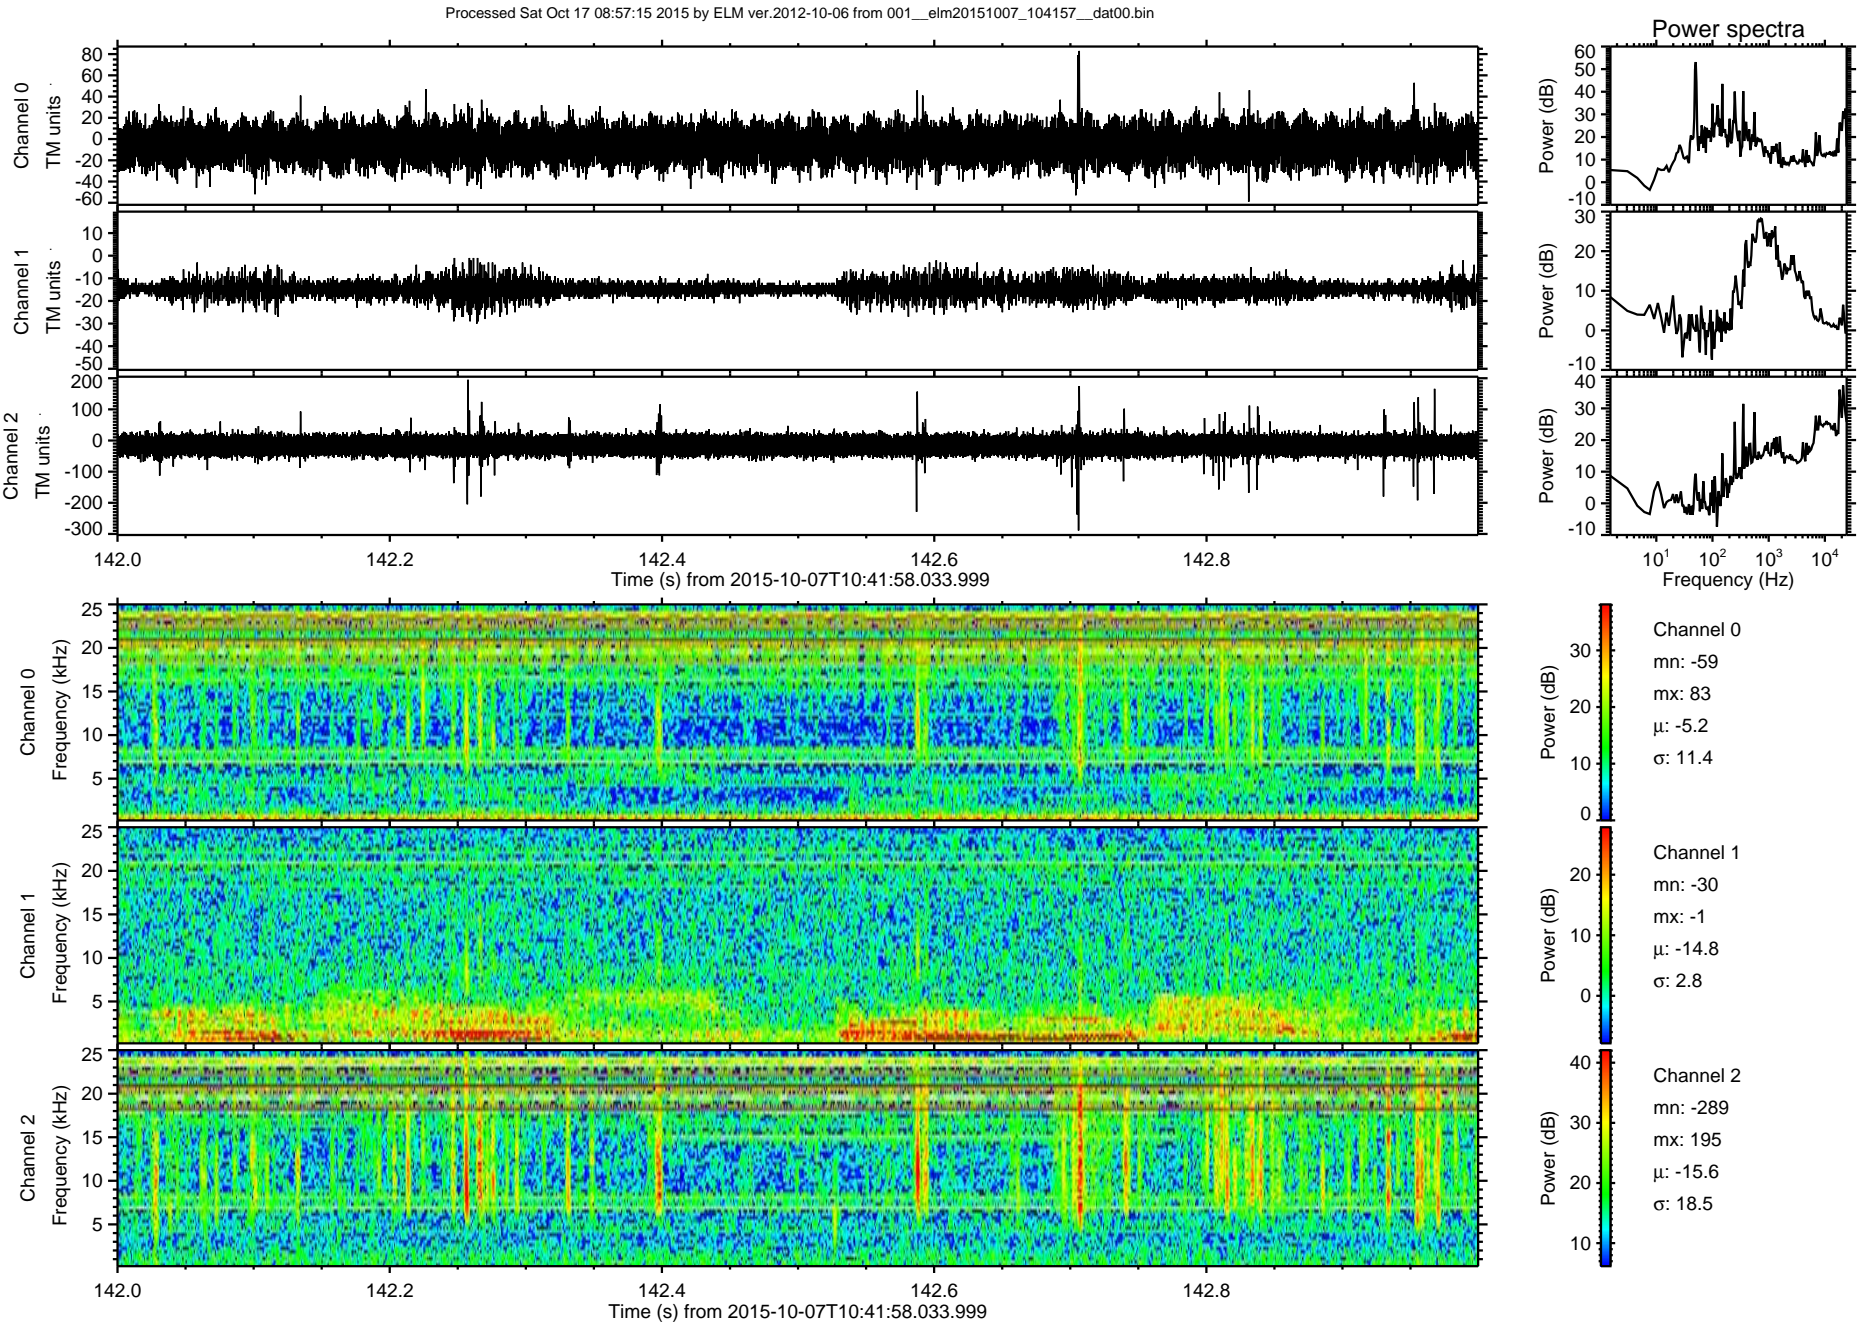 Processed Sat Oct 17 08:57:15 2015 by ELM ver.2012-10-06 from 001__elm20151007_104157__dat00.bin
Power spectra
Channel 0
TM units
80
60
40
20
0
-20
-40
-60
Power (dB)
60
50
40
30
20
10
0
-10
Channel 1
TM units
10
0
-10
-20
-30
-40
-50
Power (dB)
30
20
10
0
-10
Channel 2
TM units
200
100
0
-100
-200
-300
Power (dB)
40
30
20
10
0
-10
142.0 142.2 142.4 142.6 142.8
Time (s) from 2015-10-07T10:41:58.033.999
10¹ 10² 10³ 10⁴
Frequency (Hz)
Channel 0
Frequency (kHz)
25
20
15
10
5
Power (dB)
30
20
10
0
Channel 0
mn: -59
mx: 83
μ: -5.2
σ: 11.4
Channel 1
Frequency (kHz)
25
20
15
10
5
Power (dB)
20
10
0
Channel 1
mn: -30
mx: -1
μ: -14.8
σ: 2.8
Channel 2
Frequency (kHz)
25
20
15
10
5
Power (dB)
40
30
20
10
Channel 2
mn: -289
mx: 195
μ: -15.6
σ: 18.5
142.0 142.2 142.4 142.6 142.8
Time (s) from 2015-10-07T10:41:58.033.999